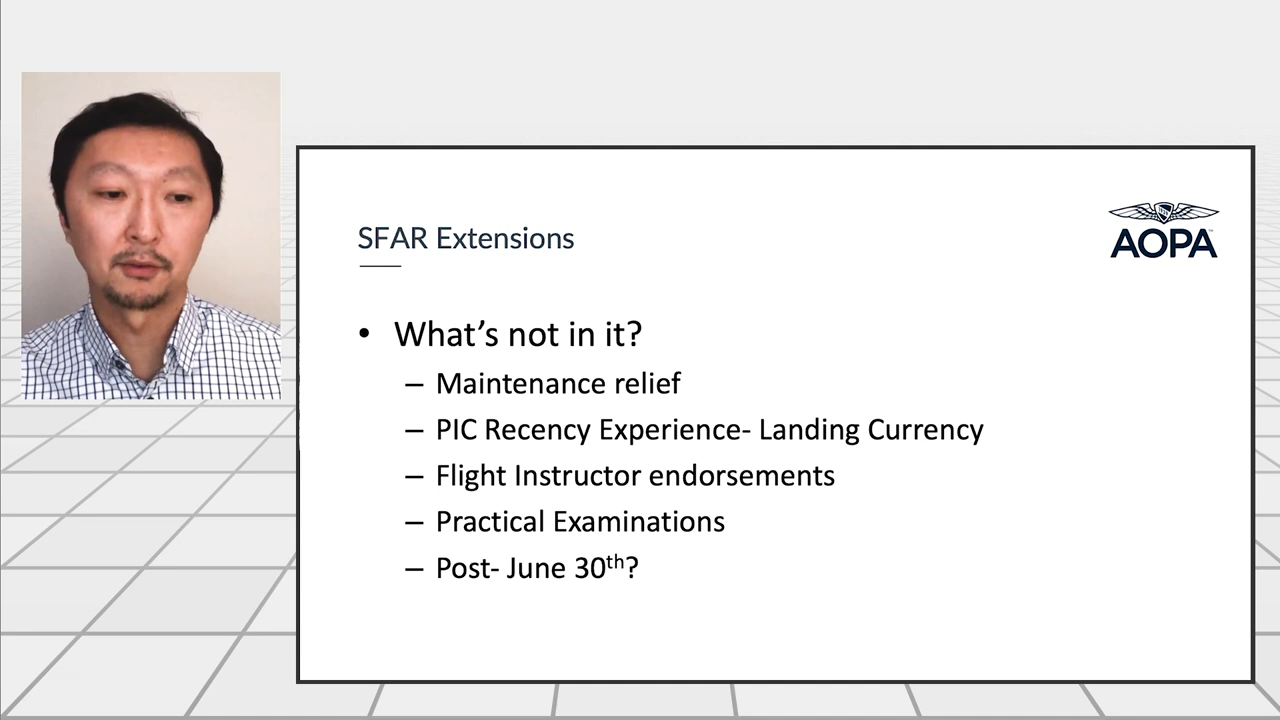 AOPA
SFAR Extensions
• What's not in it?
– Maintenance relief
– PIC Recency Experience- Landing Currency
– Flight Instructor endorsements
– Practical Examinations
– Post- June 30th?